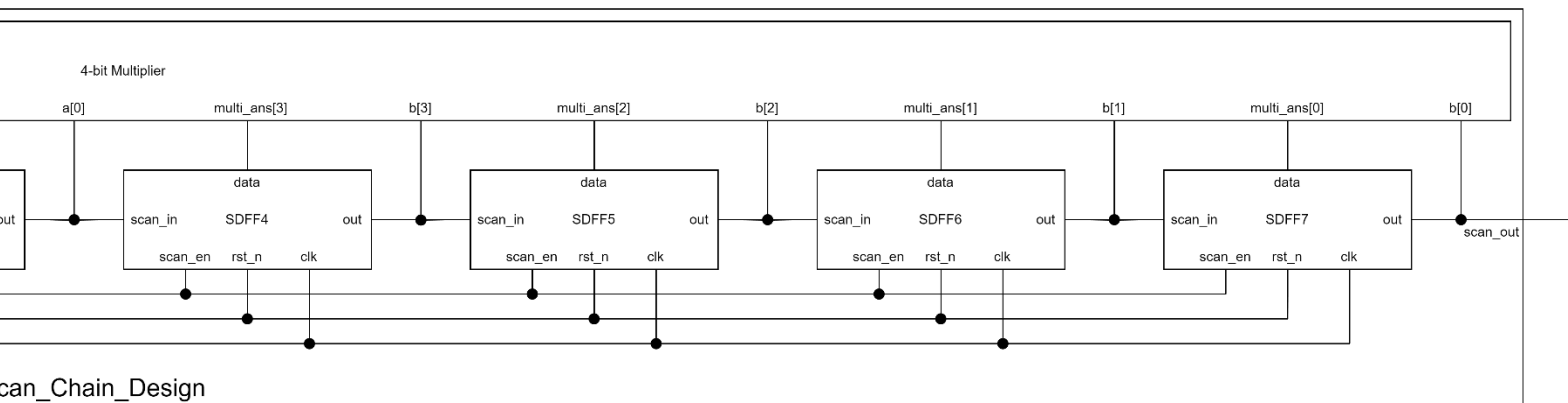 4-bit Multiplier
a[0] multi_ans[3] b[3] multi_ans[2] b[2] multi_ans[1] b[1] multi_ans[0] b[0]
data data data data
out scan_in SDFF4 out scan_in SDFF5 out scan_in SDFF6 out scan_in SDFF7 out
scan_out
scan_en rst_n clk scan_en rst_n clk scan_en rst_n clk scan_en rst_n clk
can_Chain_Design